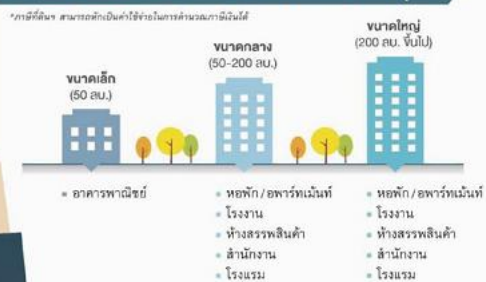 *ภาษีที่ดินฯ สามารถหักเป็นค่าใช้จ่ายในการคำนวณภาษีเงินได้
ขนาดเล็ก
(50 ลบ.)
ขนาดกลาง
(50-200 ลบ.)
ขนาดใหญ่
(200 ลบ. ขึ้นไป)
อาคารพาณิชย์
หอพัก / อพาร์ทเม้นท์
โรงงาน
ห้างสรรพสินค้า
สำนักงาน
โรงแรม
หอพัก / อพาร์ทเม้นท์
โรงงาน
ห้างสรรพสินค้า
สำนักงาน
โรงแรม